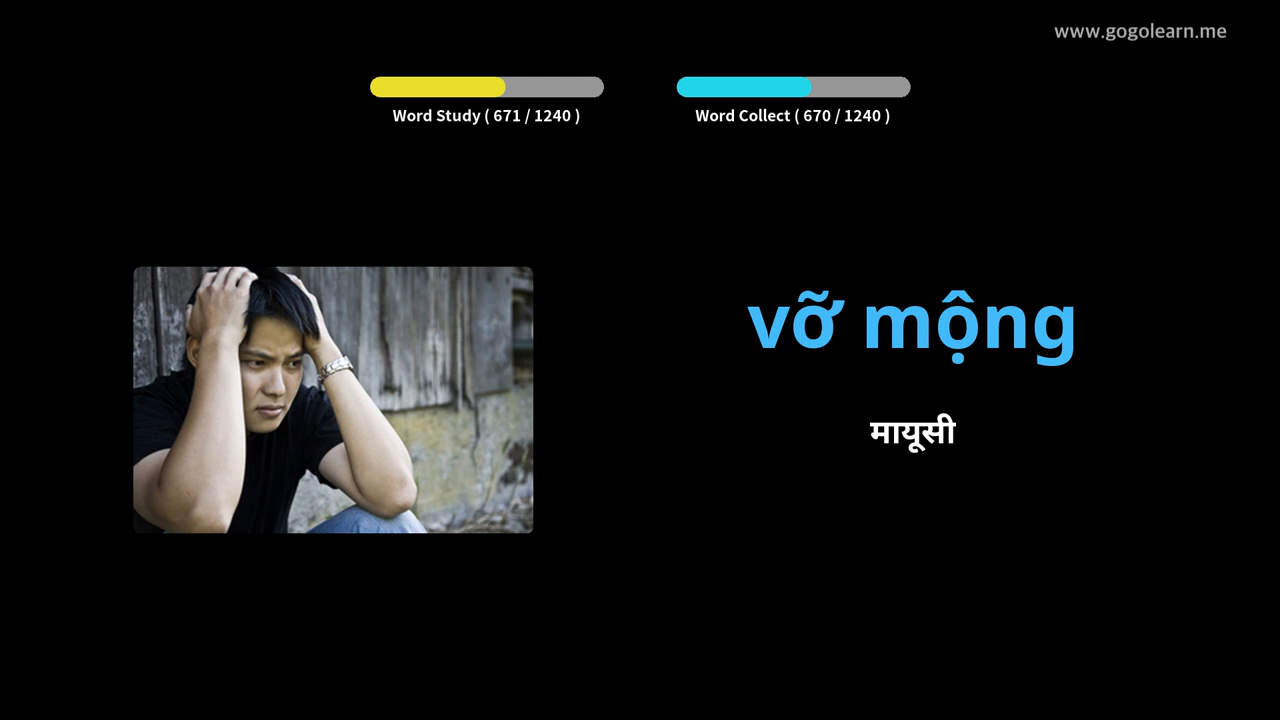 www.gogolearn.me
Word Study ( 671 / 1240 )
Word Collect ( 670 / 1240 )
vỡ mộng
मायूसी